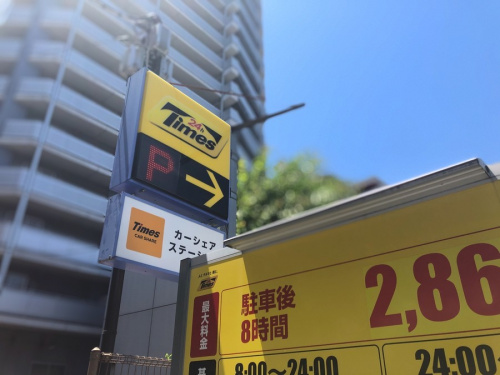 24h
Times
P
Times
CAR SHARE
カーシェア
ステー
最大料金
駐車後
8時間
2,86
8:00～24:00
24:00